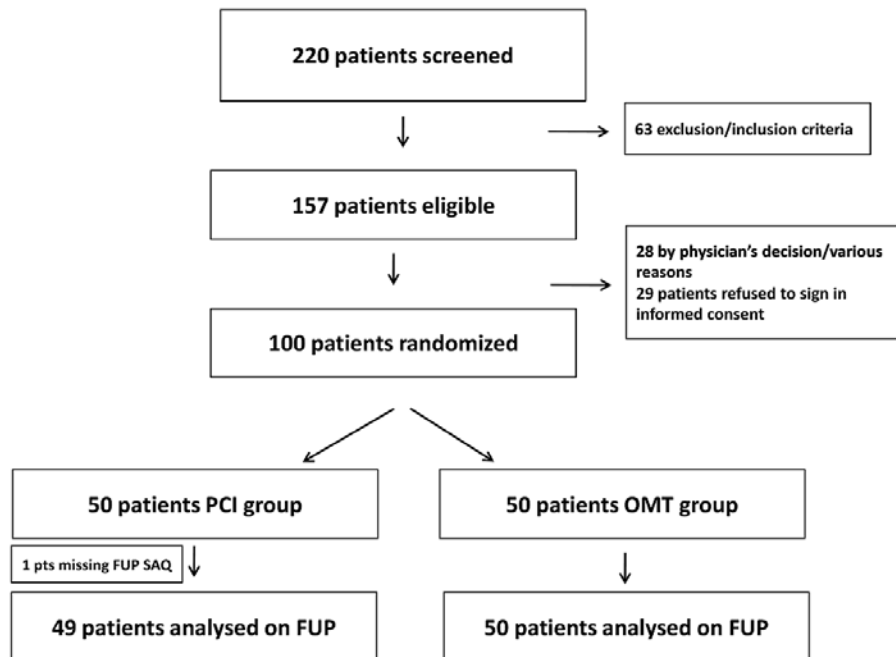 220 patients screened
63 exclusion/inclusion criteria
157 patients eligible
28 by physician's decision/various
reasons
29 patients refused to sign in
informed consent
100 patients randomized
50 patients PCI group
50 patients OMT group
1 pts missing FUP SAQ
49 patients analysed on FUP
50 patients analysed on FUP